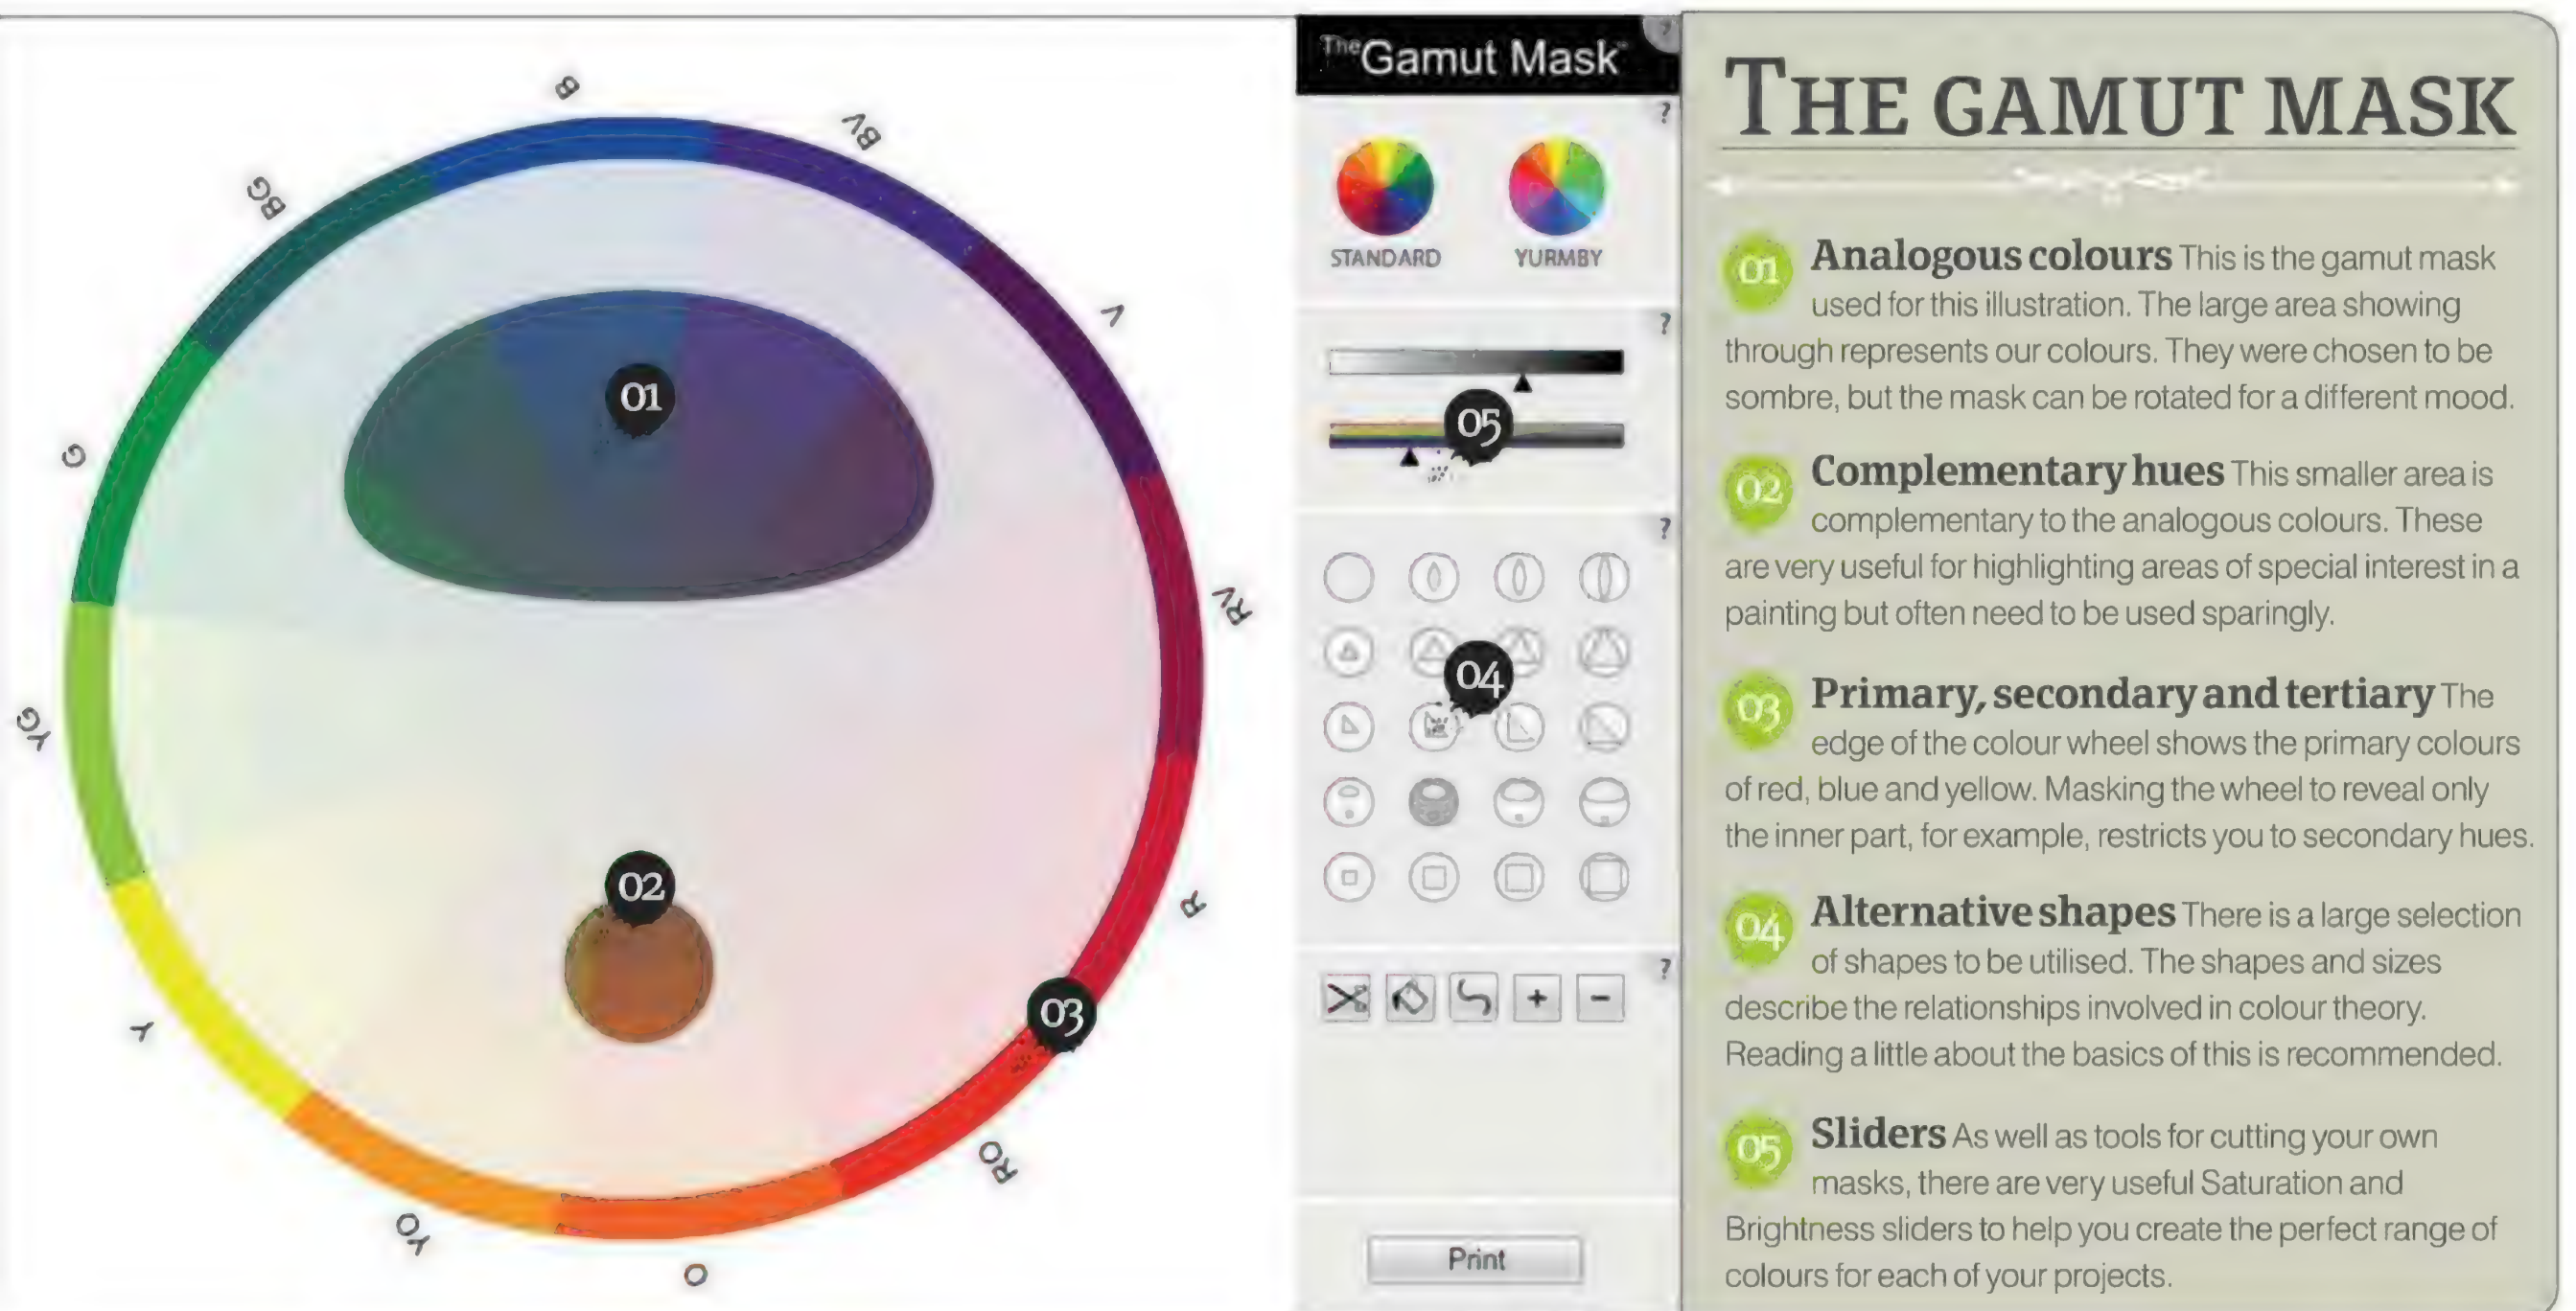 B
BV
BG
V
G
RV
YG
R
Y
RO
YO
O
01
02
03
The Gamut Mask™
?
?
STANDARD
YURMBY
?
05
?
04
?
+
−
Print
THE GAMUT MASK
01 Analogous colours This is the gamut mask
used for this illustration. The large area showing
through represents our colours. They were chosen to be
sombre, but the mask can be rotated for a different mood.
02 Complementary hues This smaller area is
complementary to the analogous colours. These
are very useful for highlighting areas of special interest in a
painting but often need to be used sparingly.
03 Primary, secondary and tertiary The
edge of the colour wheel shows the primary colours
of red, blue and yellow. Masking the wheel to reveal only
the inner part, for example, restricts you to secondary hues.
04 Alternative shapes There is a large selection
of shapes to be utilised. The shapes and sizes
describe the relationships involved in colour theory.
Reading a little about the basics of this is recommended.
05 Sliders As well as tools for cutting your own
masks, there are very useful Saturation and
Brightness sliders to help you create the perfect range of
colours for each of your projects.